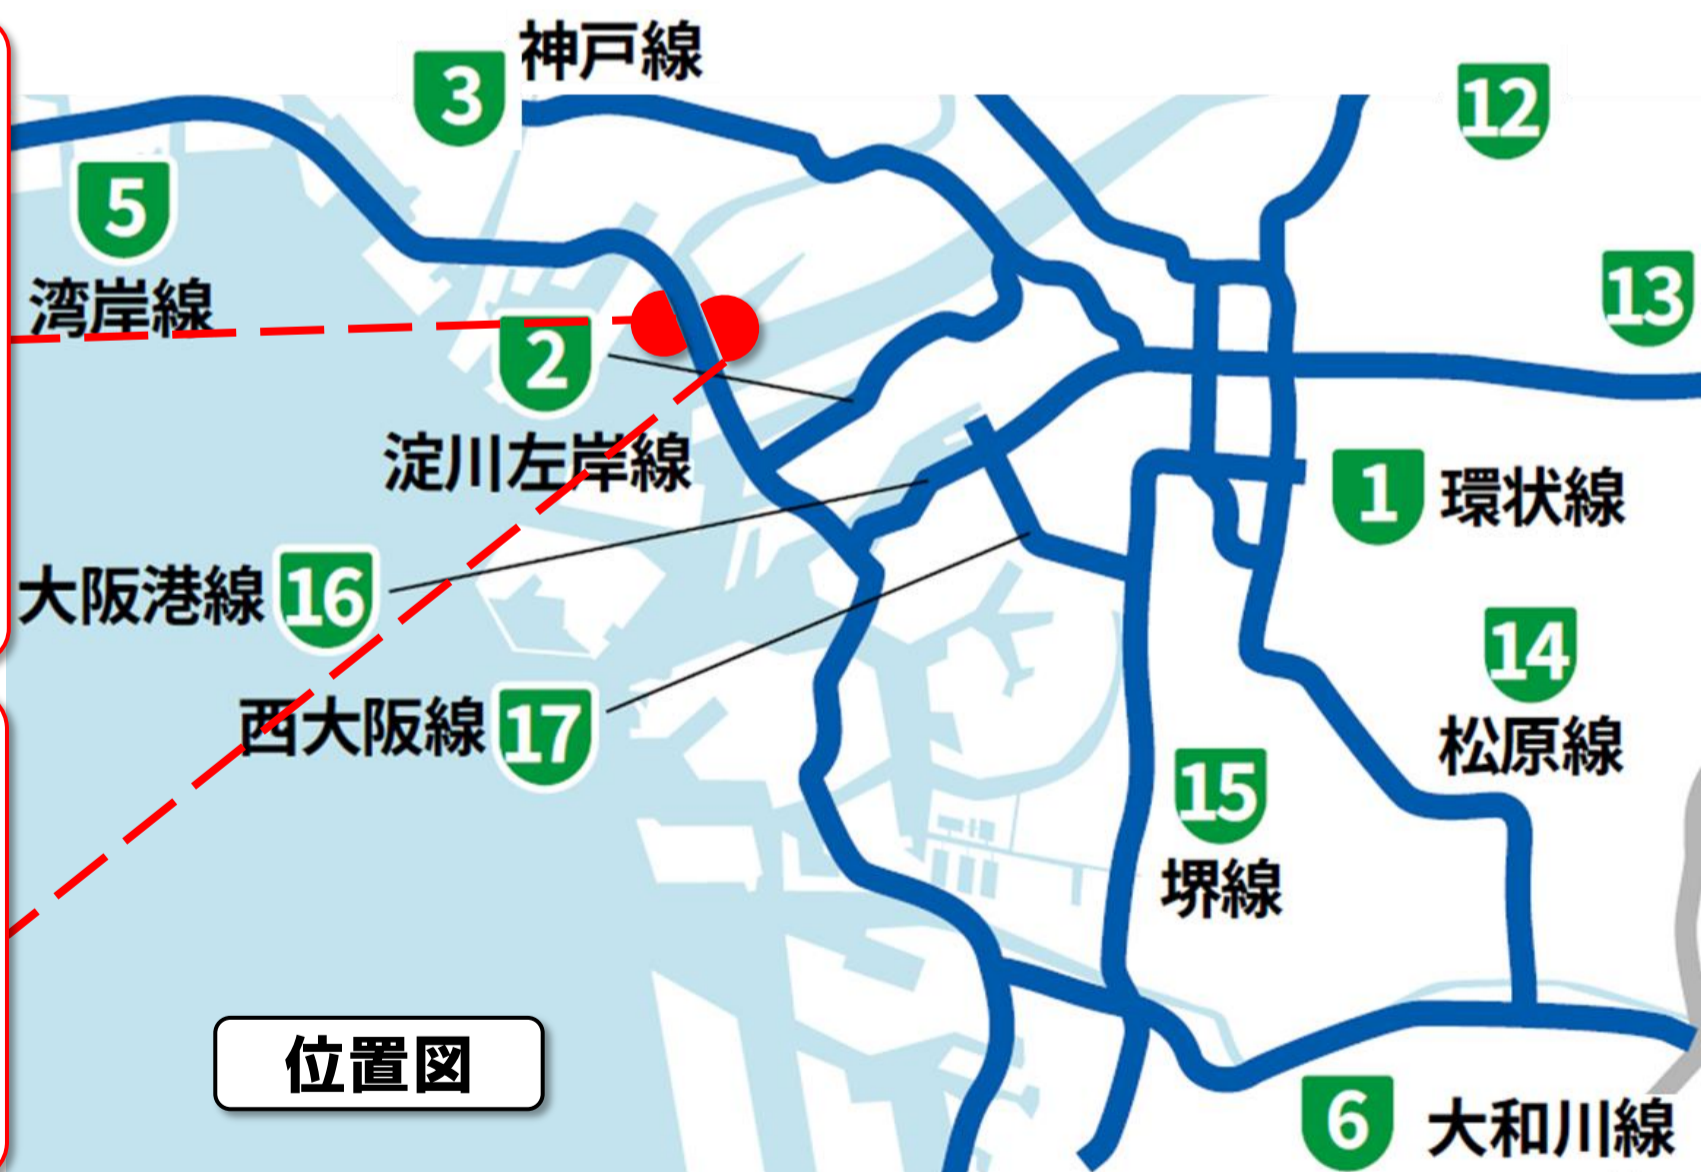 3 神戸線
12
5
湾岸線
13
2
淀川左岸線
1 環状線
大阪港線 16
14
松原線
西大阪線 17
15
堺線
位置図
6 大和川線